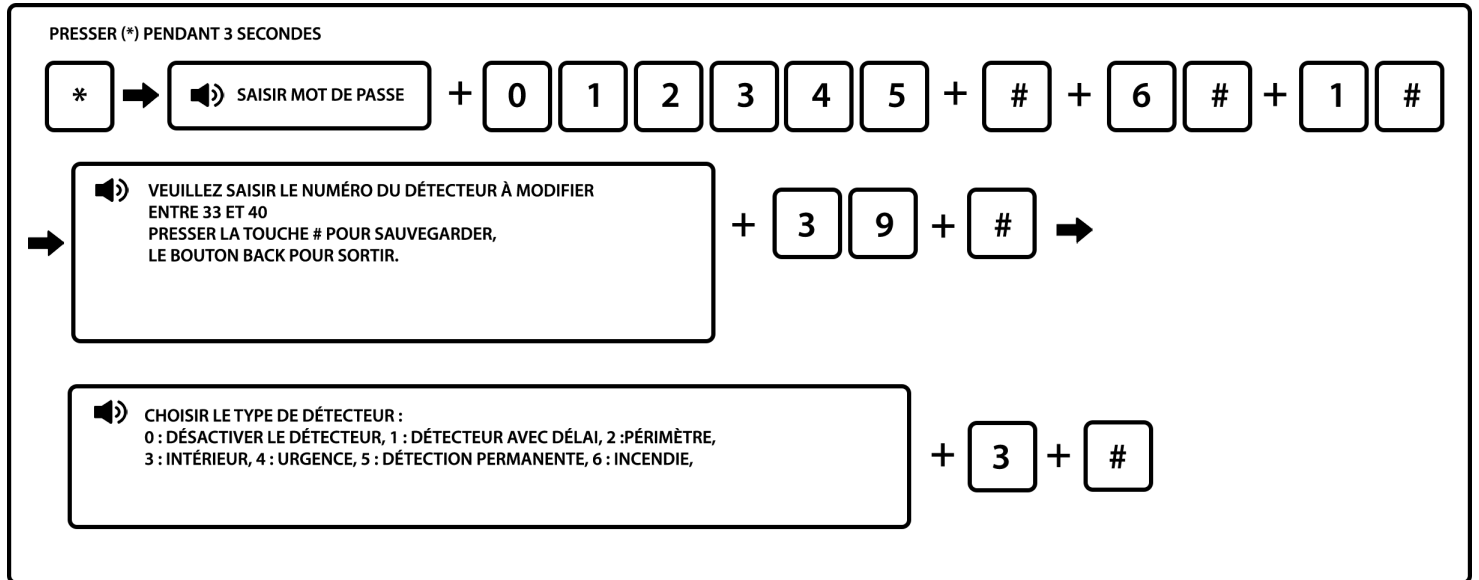 PRESSER (*) PENDANT 3 SECONDES
* SAISIR MOT DE PASSE + 0 1 2 3 4 5 + # + 6 # + 1 #
VEUILLEZ SAISIR LE NUMÉRO DU DÉTECTEUR À MODIFIER
ENTRE 33 ET 40
PRESSER LA TOUCHE # POUR SAUVEGARDER,
LE BOUTON BACK POUR SORTIR.
+ 3 9 + #
CHOISIR LE TYPE DE DÉTECTEUR :
0 : DÉSACTIVER LE DÉTECTEUR, 1 : DÉTECTEUR AVEC DÉLAI, 2 :PÉRIMÈTRE,
3 : INTÉRIEUR, 4 : URGENCE, 5 : DÉTECTION PERMANENTE, 6 : INCENDIE,
+ 3 + #